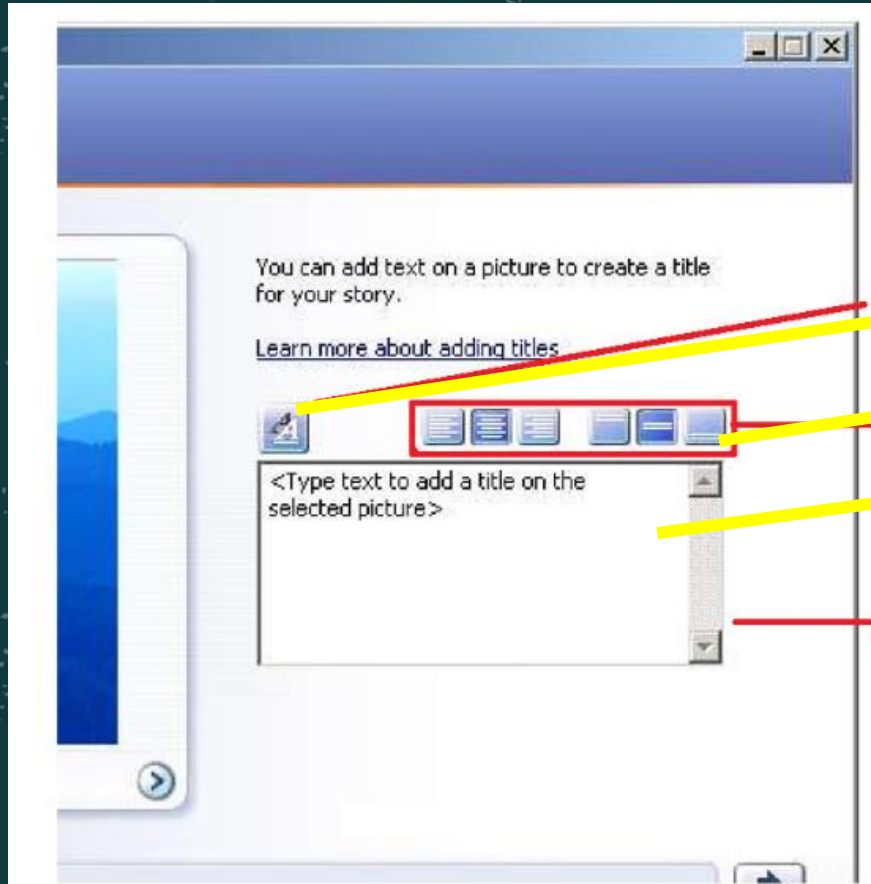 You can add text on a picture to create a title
for your story.
Learn more about adding titles
<Type text to add a title on the
selected picture>